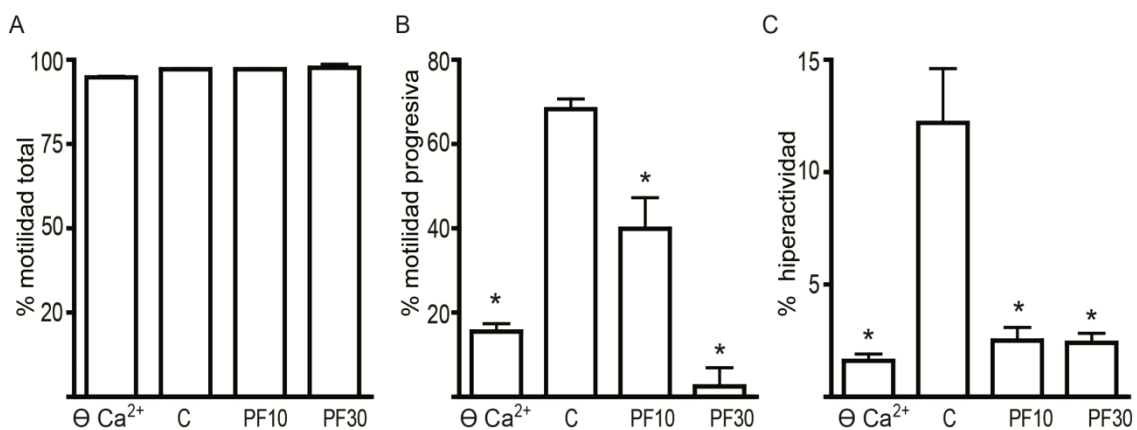 A
% motilidad total
100
75
50
20
Ɵ Ca²⁺ C PF10 PF30
B
% motilidad progresiva
80
60
40
20
* * *
Ɵ Ca²⁺ C PF10 PF30
C
% hiperactividad
15
10
5
* * *
Ɵ Ca²⁺ C PF10 PF30